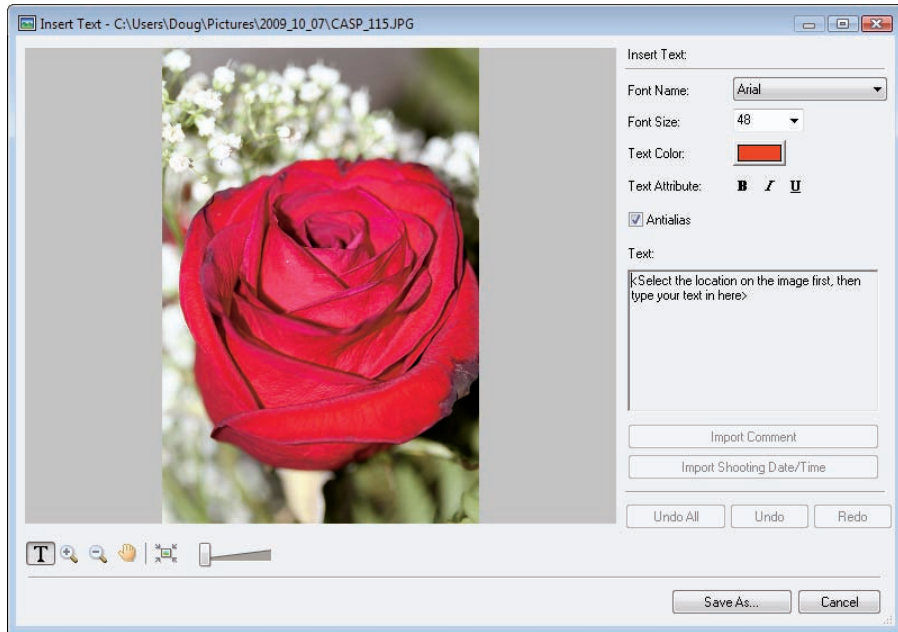 Insert Text - C:\Users\Doug\Pictures\2009_10_07\CASP_115.JPG
Insert Text:
Font Name: Arial
Font Size: 48
Text Color:
Text Attribute: B I U
Antialias
Text:
<Select the location on the image first, then
type your text in here>
Import Comment
Import Shooting Date/Time
Undo All Undo Redo
T
Save As... Cancel